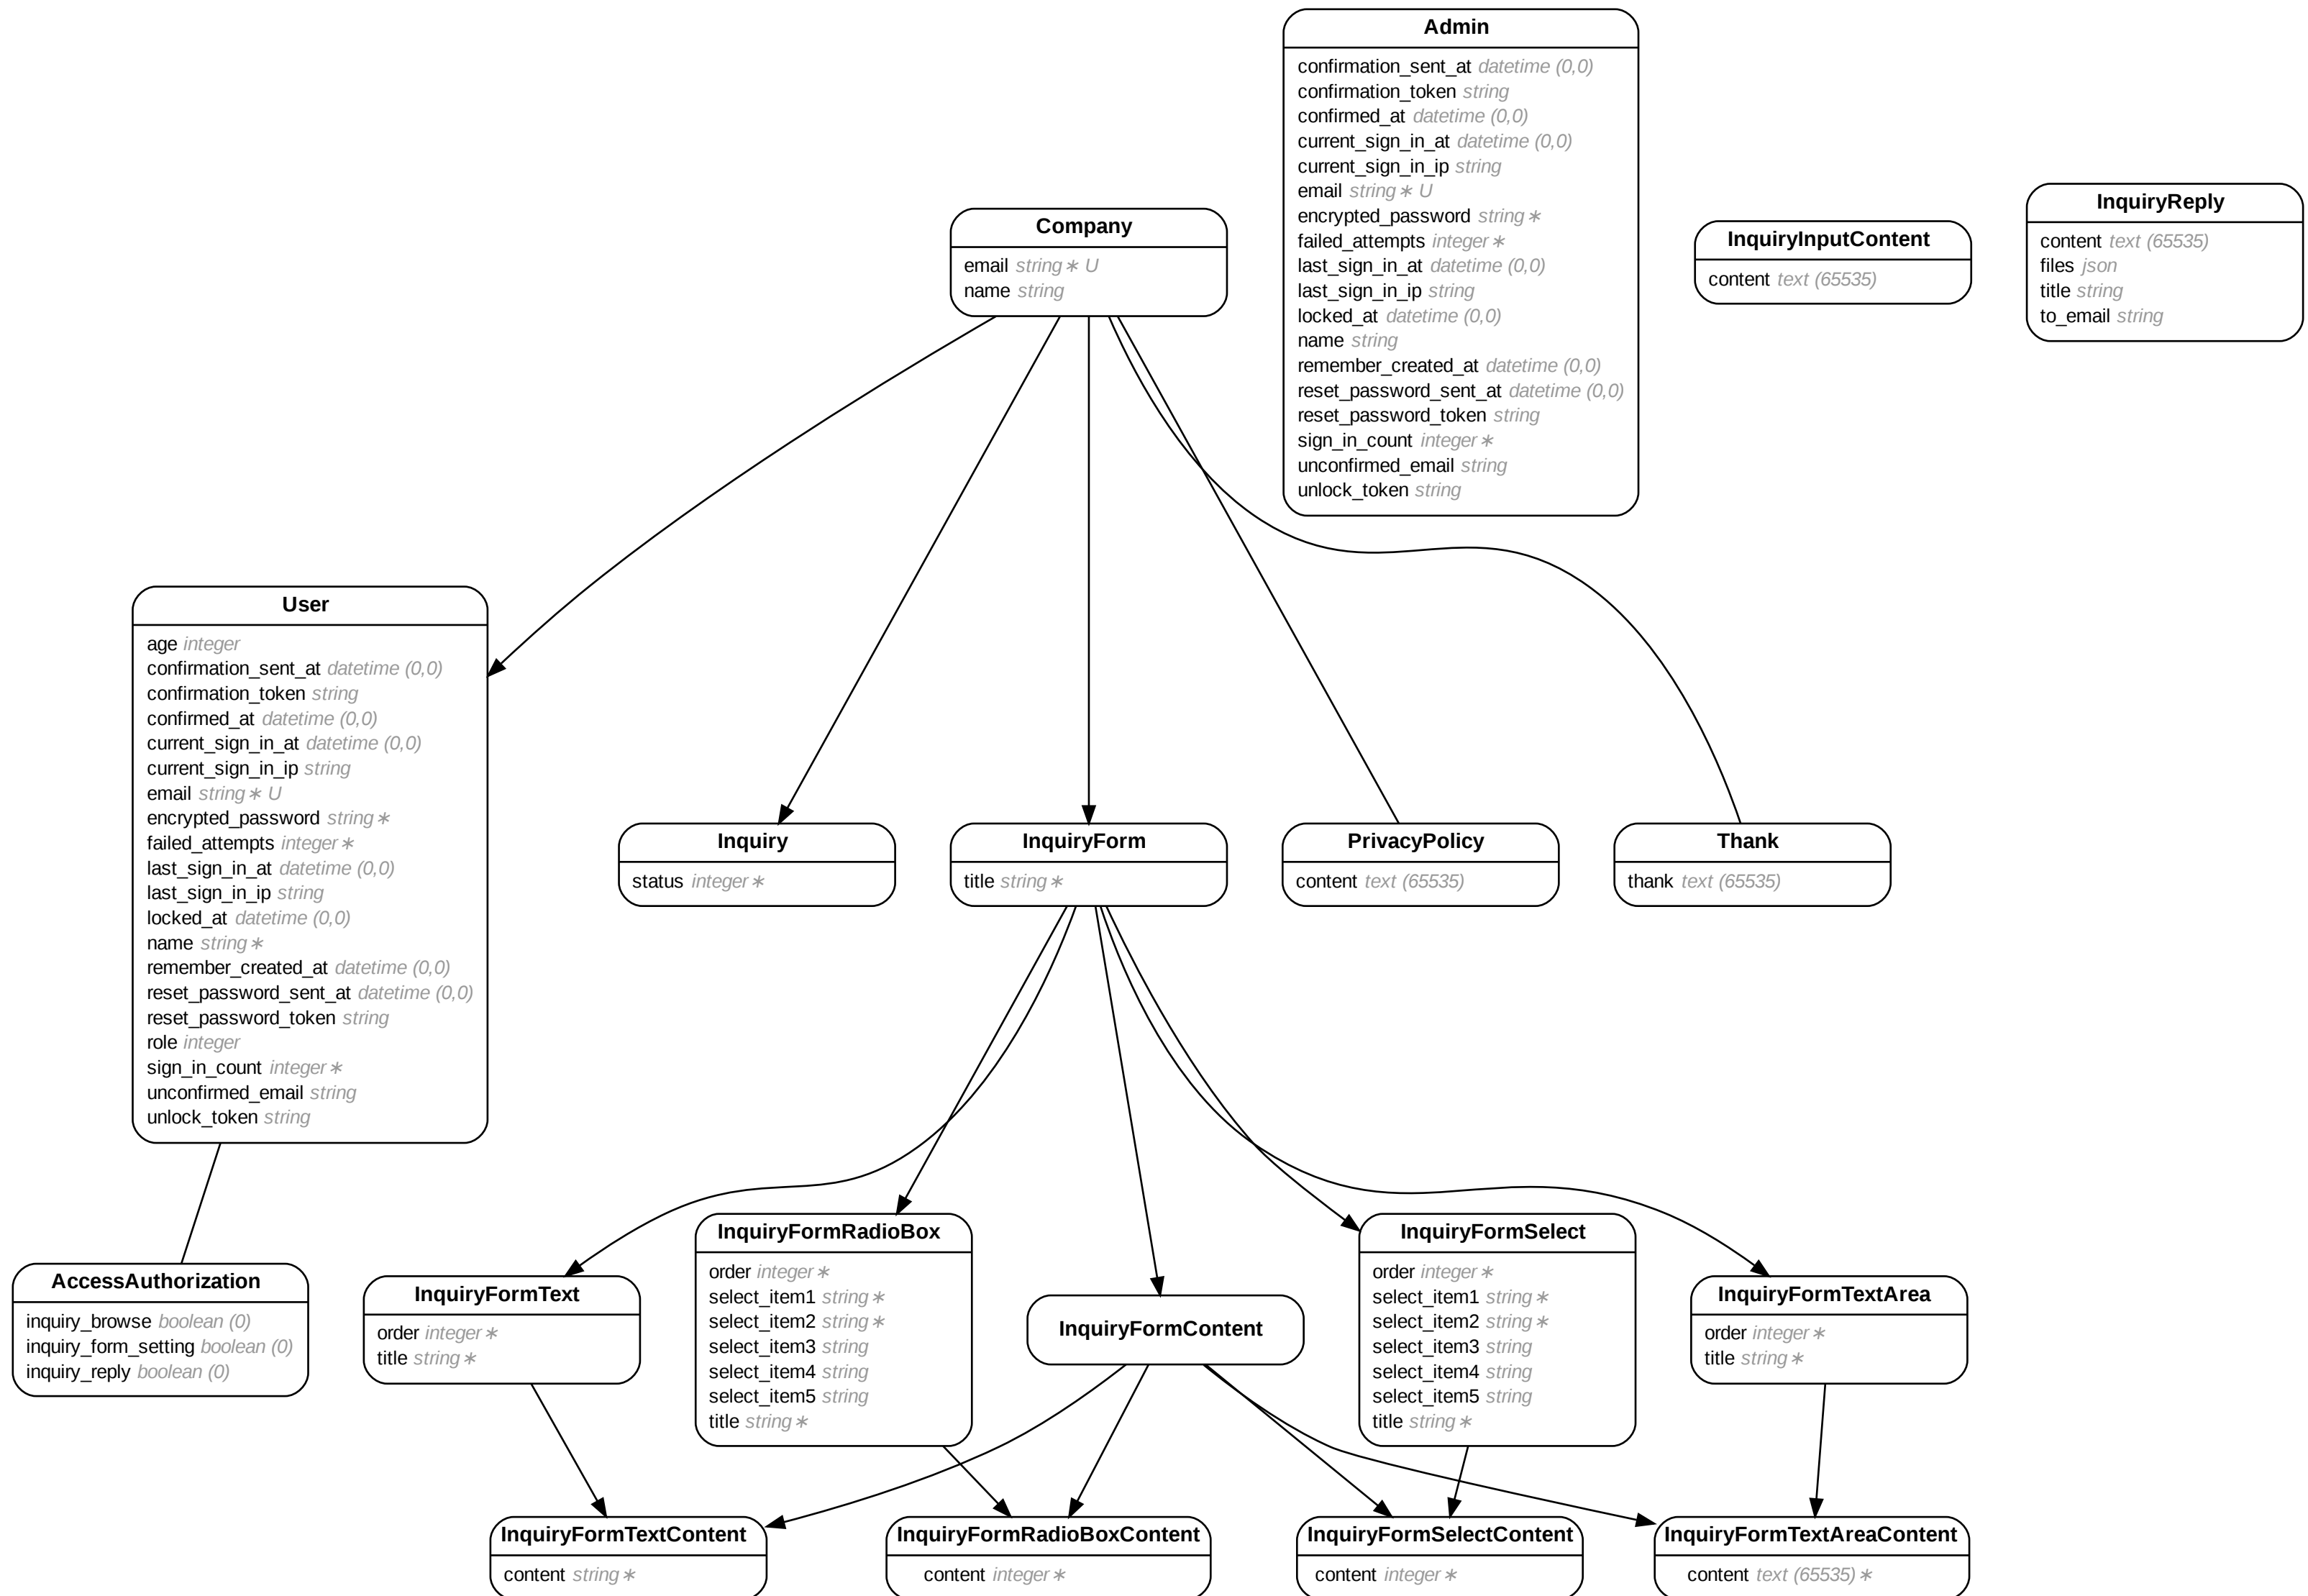 Admin
confirmation_sent_at datetime (0,0)
confirmation_token string
confirmed_at datetime (0,0)
current_sign_in_at datetime (0,0)
current_sign_in_ip string
email string∗ U
encrypted_password string∗
failed_attempts integer∗
last_sign_in_at datetime (0,0)
last_sign_in_ip string
locked_at datetime (0,0)
name string
remember_created_at datetime (0,0)
reset_password_sent_at datetime (0,0)
reset_password_token string
sign_in_count integer∗
unconfirmed_email string
unlock_token string
Company
email string∗ U
name string
InquiryInputContent
content text (65535)
InquiryReply
content text (65535)
files json
title string
to_email string
User
age integer
confirmation_sent_at datetime (0,0)
confirmation_token string
confirmed_at datetime (0,0)
current_sign_in_at datetime (0,0)
current_sign_in_ip string
email string∗ U
encrypted_password string∗
failed_attempts integer∗
last_sign_in_at datetime (0,0)
last_sign_in_ip string
locked_at datetime (0,0)
name string∗
remember_created_at datetime (0,0)
reset_password_sent_at datetime (0,0)
reset_password_token string
role integer
sign_in_count integer∗
unconfirmed_email string
unlock_token string
Inquiry
status integer∗
InquiryForm
title string∗
PrivacyPolicy
content text (65535)
Thank
thank text (65535)
AccessAuthorization
inquiry_browse boolean (0)
inquiry_form_setting boolean (0)
inquiry_reply boolean (0)
InquiryFormText
order integer∗
title string∗
InquiryFormRadioBox
order integer∗
select_item1 string∗
select_item2 string∗
select_item3 string
select_item4 string
select_item5 string
title string∗
InquiryFormContent
InquiryFormSelect
order integer∗
select_item1 string∗
select_item2 string∗
select_item3 string
select_item4 string
select_item5 string
title string∗
InquiryFormTextArea
order integer∗
title string∗
InquiryFormTextContent
content string∗
InquiryFormRadioBoxContent
content integer∗
InquiryFormSelectContent
content integer∗
InquiryFormTextAreaContent
content text (65535)∗